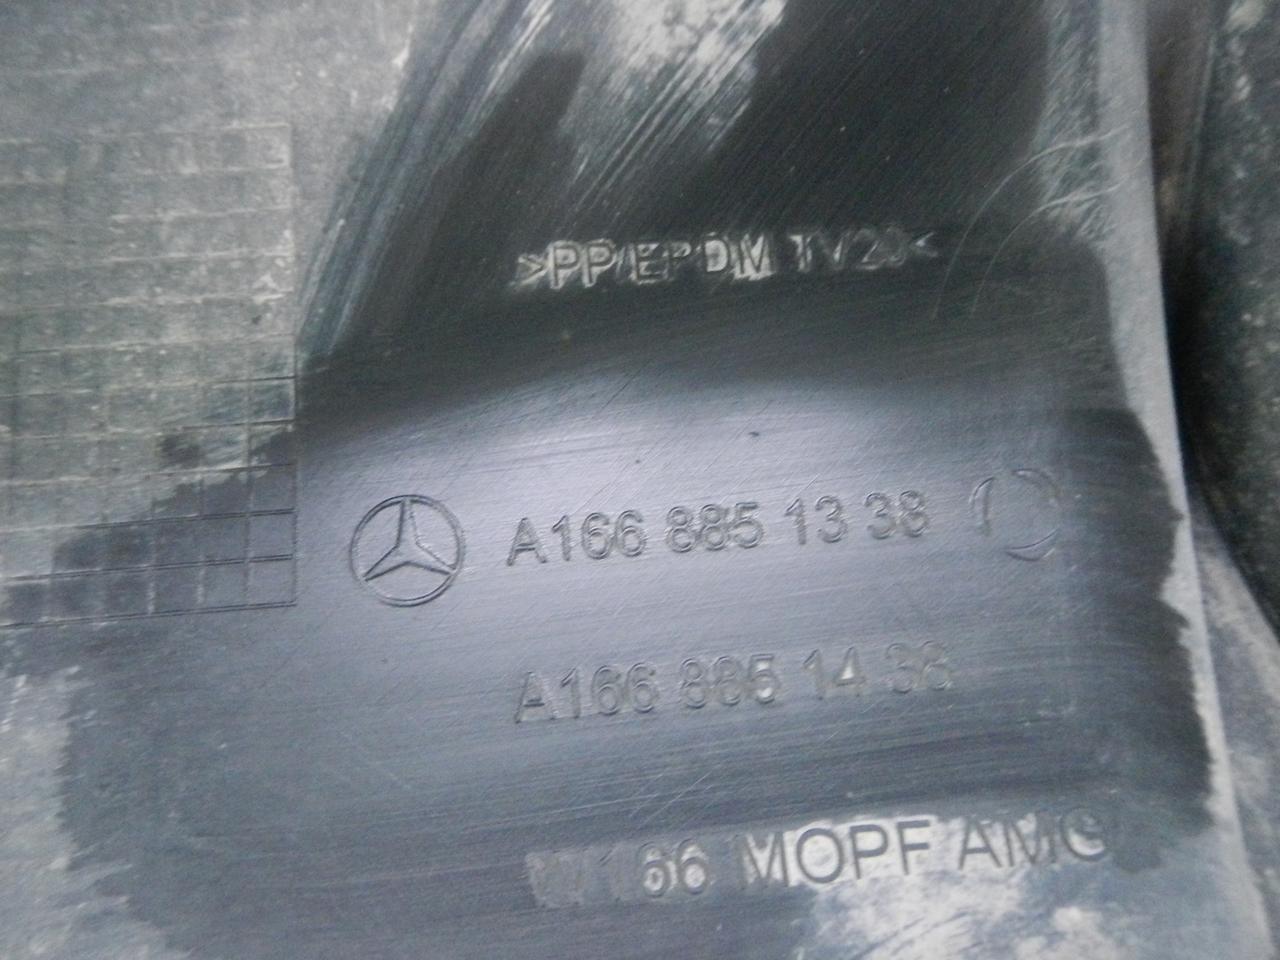 >PP/EPDM TV20<
A166 885 13 38
A166 885 14 38
W166 MOPF AMG